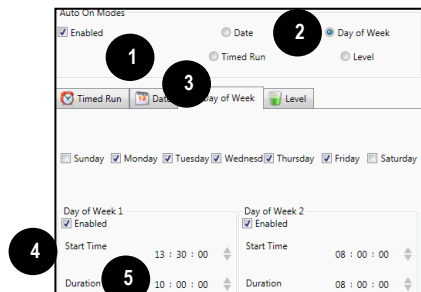 Auto On Modes
Enabled Date 2 Day of Week
1 Timed Run Level
3
Timed Run Date Day of Week Level
Sunday Monday Tuesday Wednesd Thursday Friday Saturday
Day of Week 1 Day of Week 2
Enabled Enabled
4 Start Time 13 : 30 : 00 Start Time 08 : 00 : 00
Duration 5 10 : 00 : 00 Duration 08 : 00 : 00